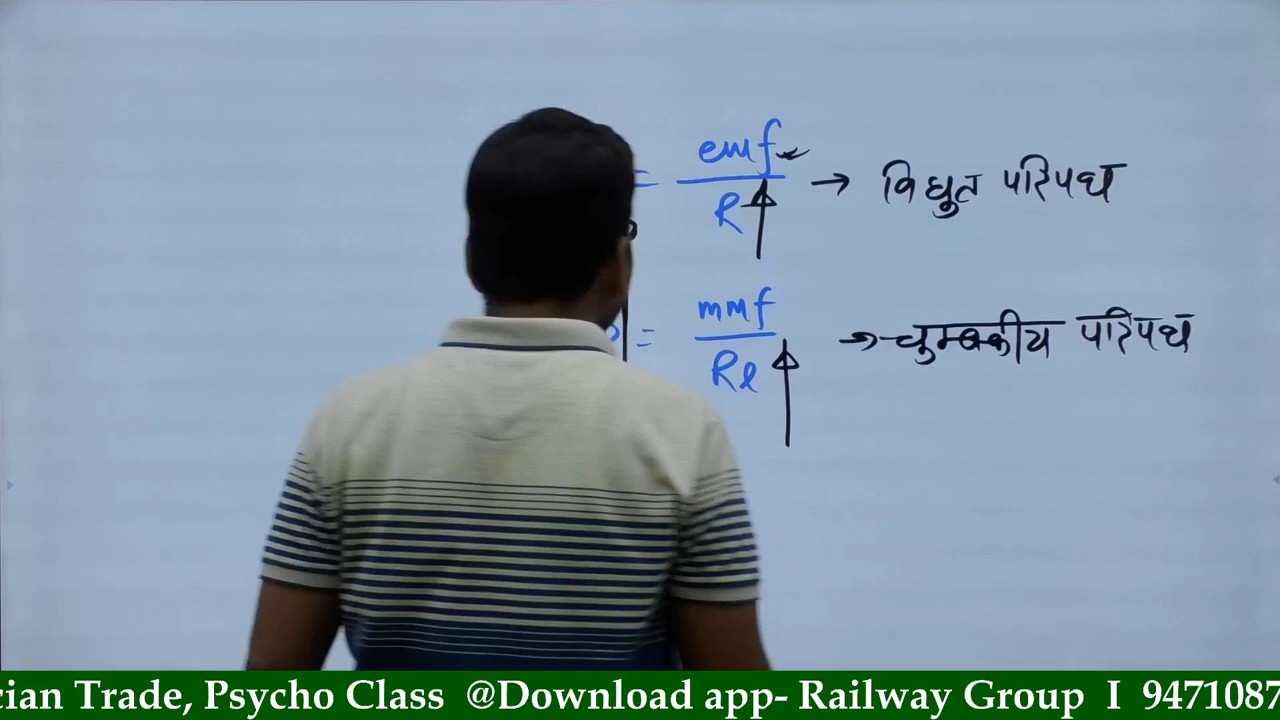 = emf → विद्युत परिपथ
R
= mmf → चुम्बकीय परिपथ
Rl
cian Trade, Psycho Class @Download app- Railway Group I 9471087